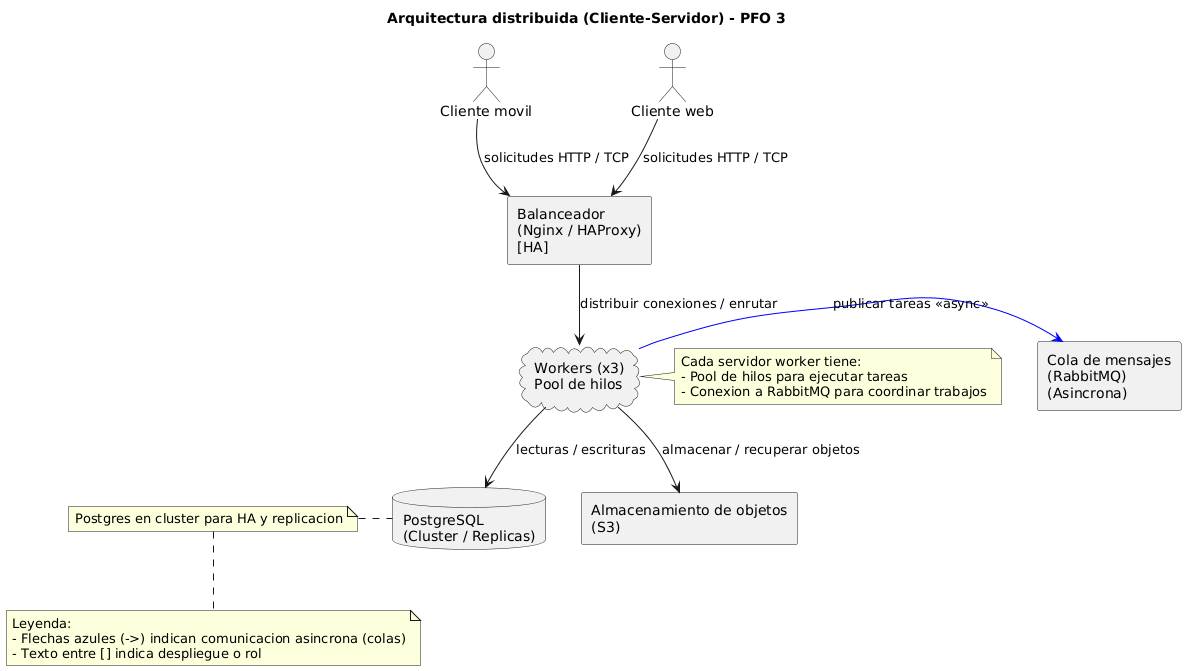 Arquitectura distribuida (Cliente-Servidor) - PFO 3
Cliente movil
Cliente web
solicitudes HTTP / TCP
solicitudes HTTP / TCP
Balanceador
(Nginx / HAProxy)
[HA]
distribuir conexiones / enrutar
publicar tareas «async»
Workers (x3)
Pool de hilos
Cada servidor worker tiene:
- Pool de hilos para ejecutar tareas
- Conexion a RabbitMQ para coordinar trabajos
Cola de mensajes
(RabbitMQ)
(Asincrona)
lecturas / escrituras
almacenar / recuperar objetos
Postgres en cluster para HA y replicacion
PostgreSQL
(Cluster / Replicas)
Almacenamiento de objetos
(S3)
Leyenda:
- Flechas azules (->) indican comunicacion asincrona (colas)
- Texto entre [] indica despliegue o rol